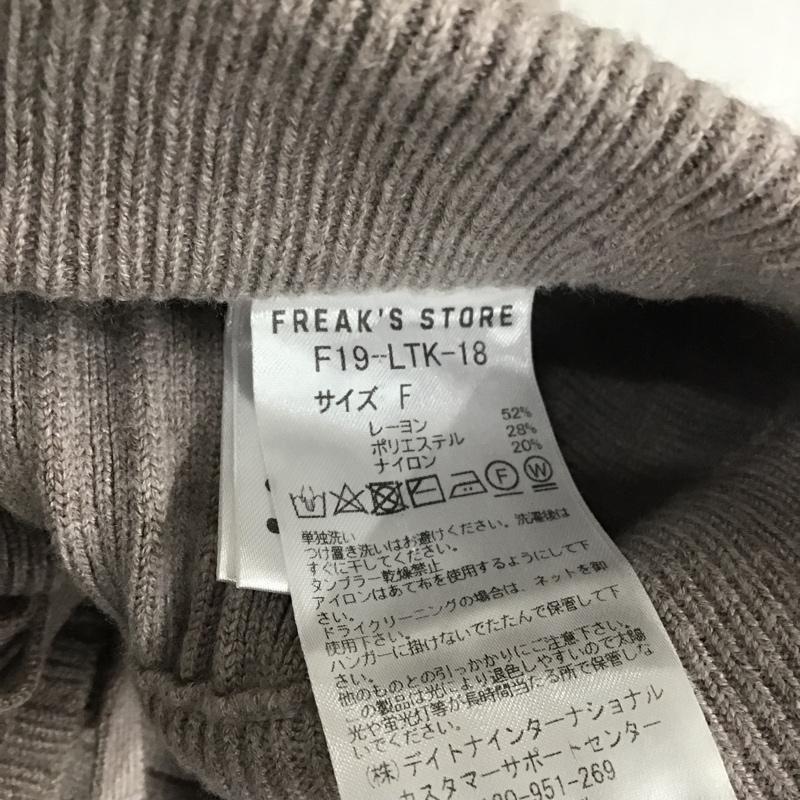 FREAK'S STORE
F19-LTK-18
サイズ F
レーヨン 52%
ポリエステル 28%
ナイロン 20%
F W
単独洗い
つけ置き洗いはお避けください。洗濯後は
すぐに干してください。
タンブラー乾燥禁止
アイロンはあて布を使用するようにして下
さい。
ドライクリーニングの場合は、ネットを御
使用下さい。
ハンガーに掛けないでたたんで保管して下
さい。
他のものとの引っかかりにご注意下さい。
この製品は光により退色しやすいので太陽
光や蛍光灯等が長時間当たる所で保管しな
いでください。
(株)デイトナインターナショナル
カスタマーサポートセンター
951-269